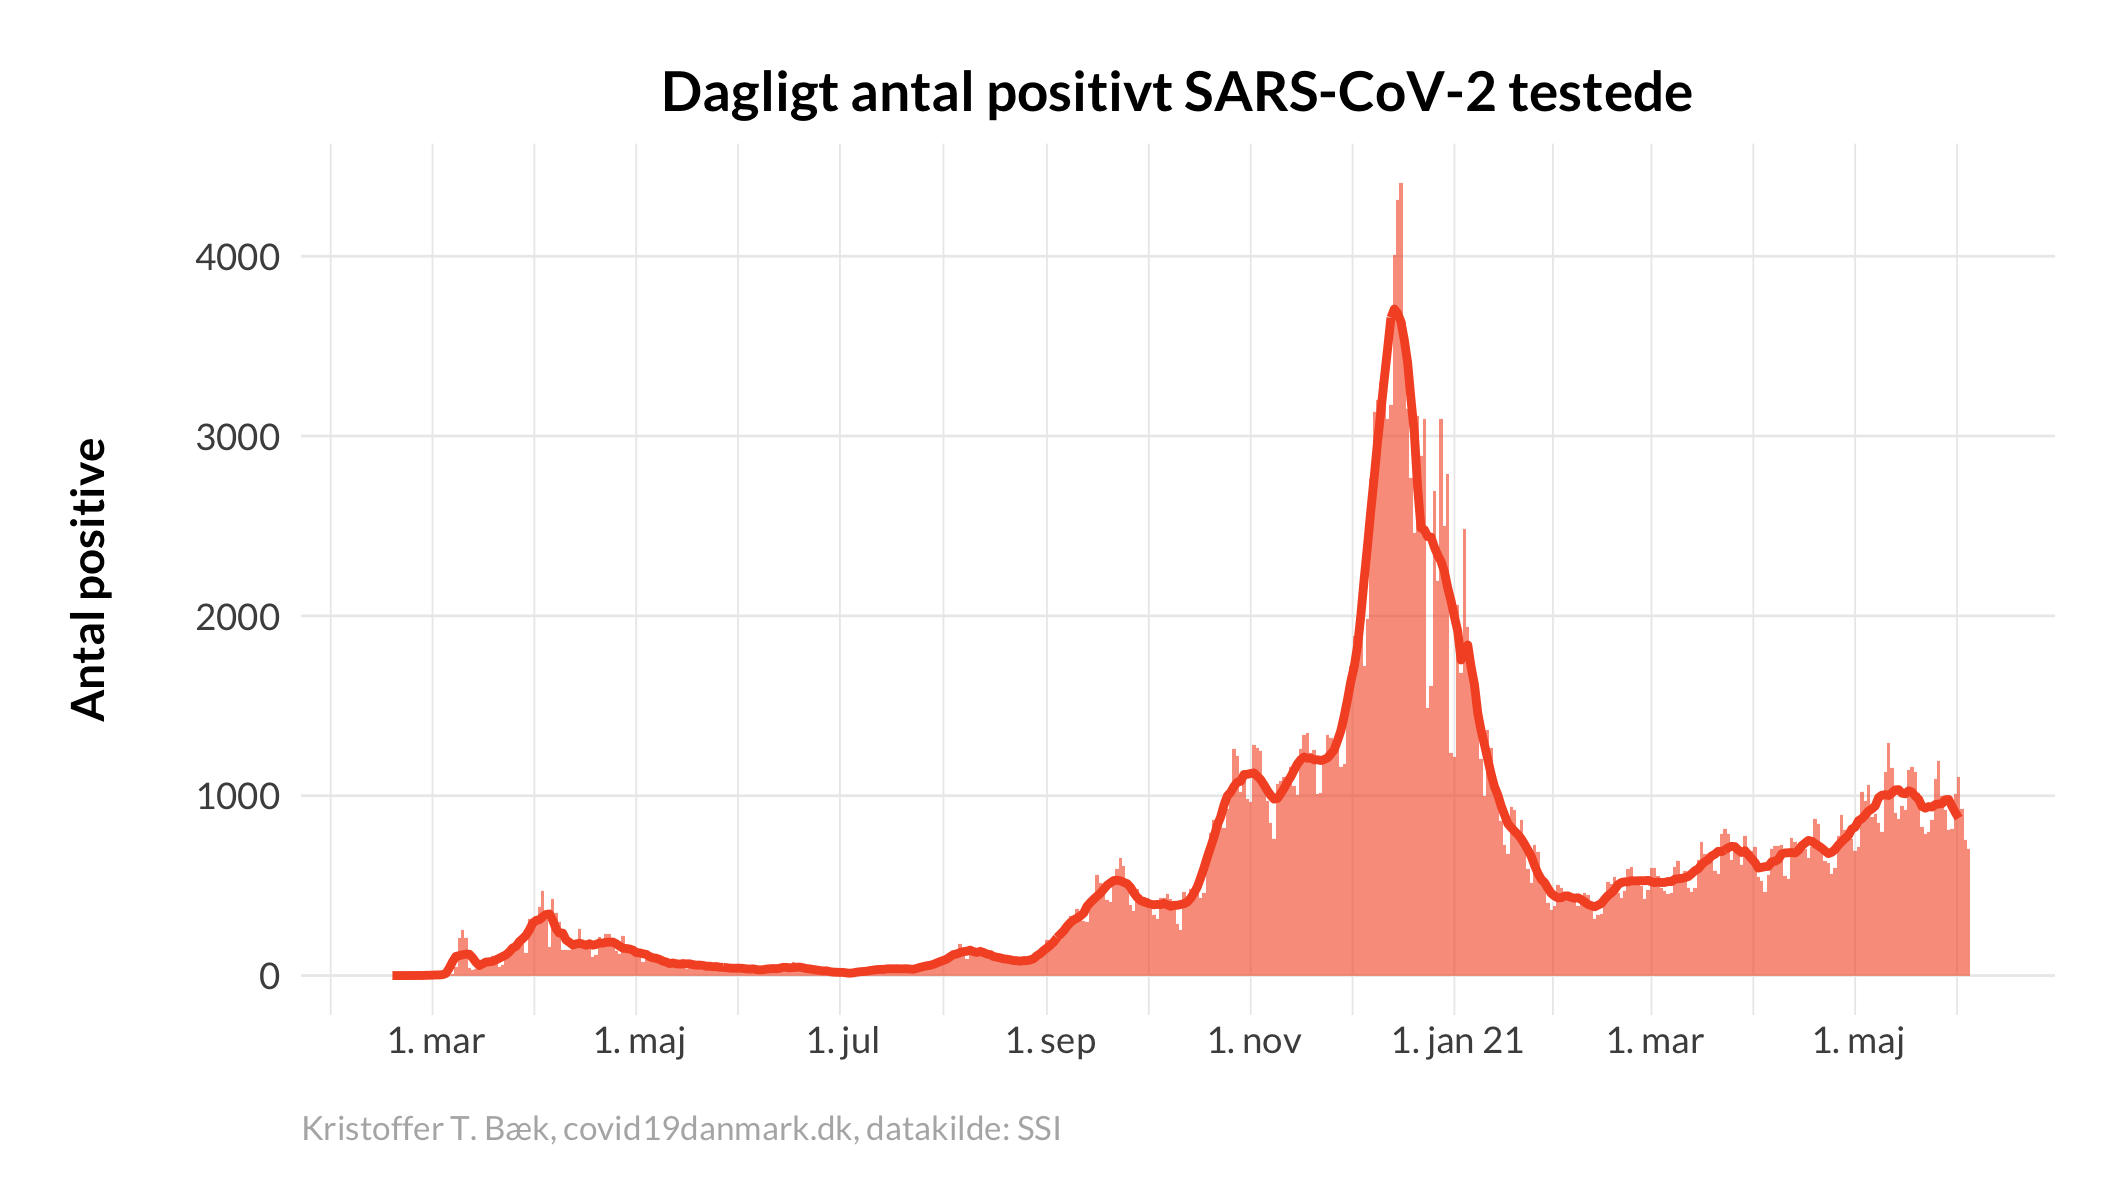 Dagligt antal positivt SARS-CoV-2 testede
Antal positive
4000
3000
2000
1000
0
1. mar
1. maj
1. jul
1. sep
1. nov
1. jan 21
1. mar
1. maj
Kristoffer T. Bæk, covid19danmark.dk, datakilde: SSI